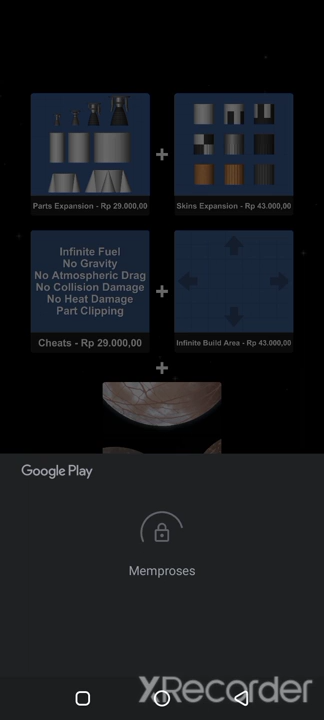 Parts Expansion - Rp 29.000,00
Skins Expansion - Rp 43.000,00
Infinite Fuel
No Gravity
No Atmospheric Drag
No Collision Damage
No Heat Damage
Part Clipping
Cheats - Rp 29.000,00
Infinite Build Area - Rp 43.000,00
Google Play
Memproses
XRecorder